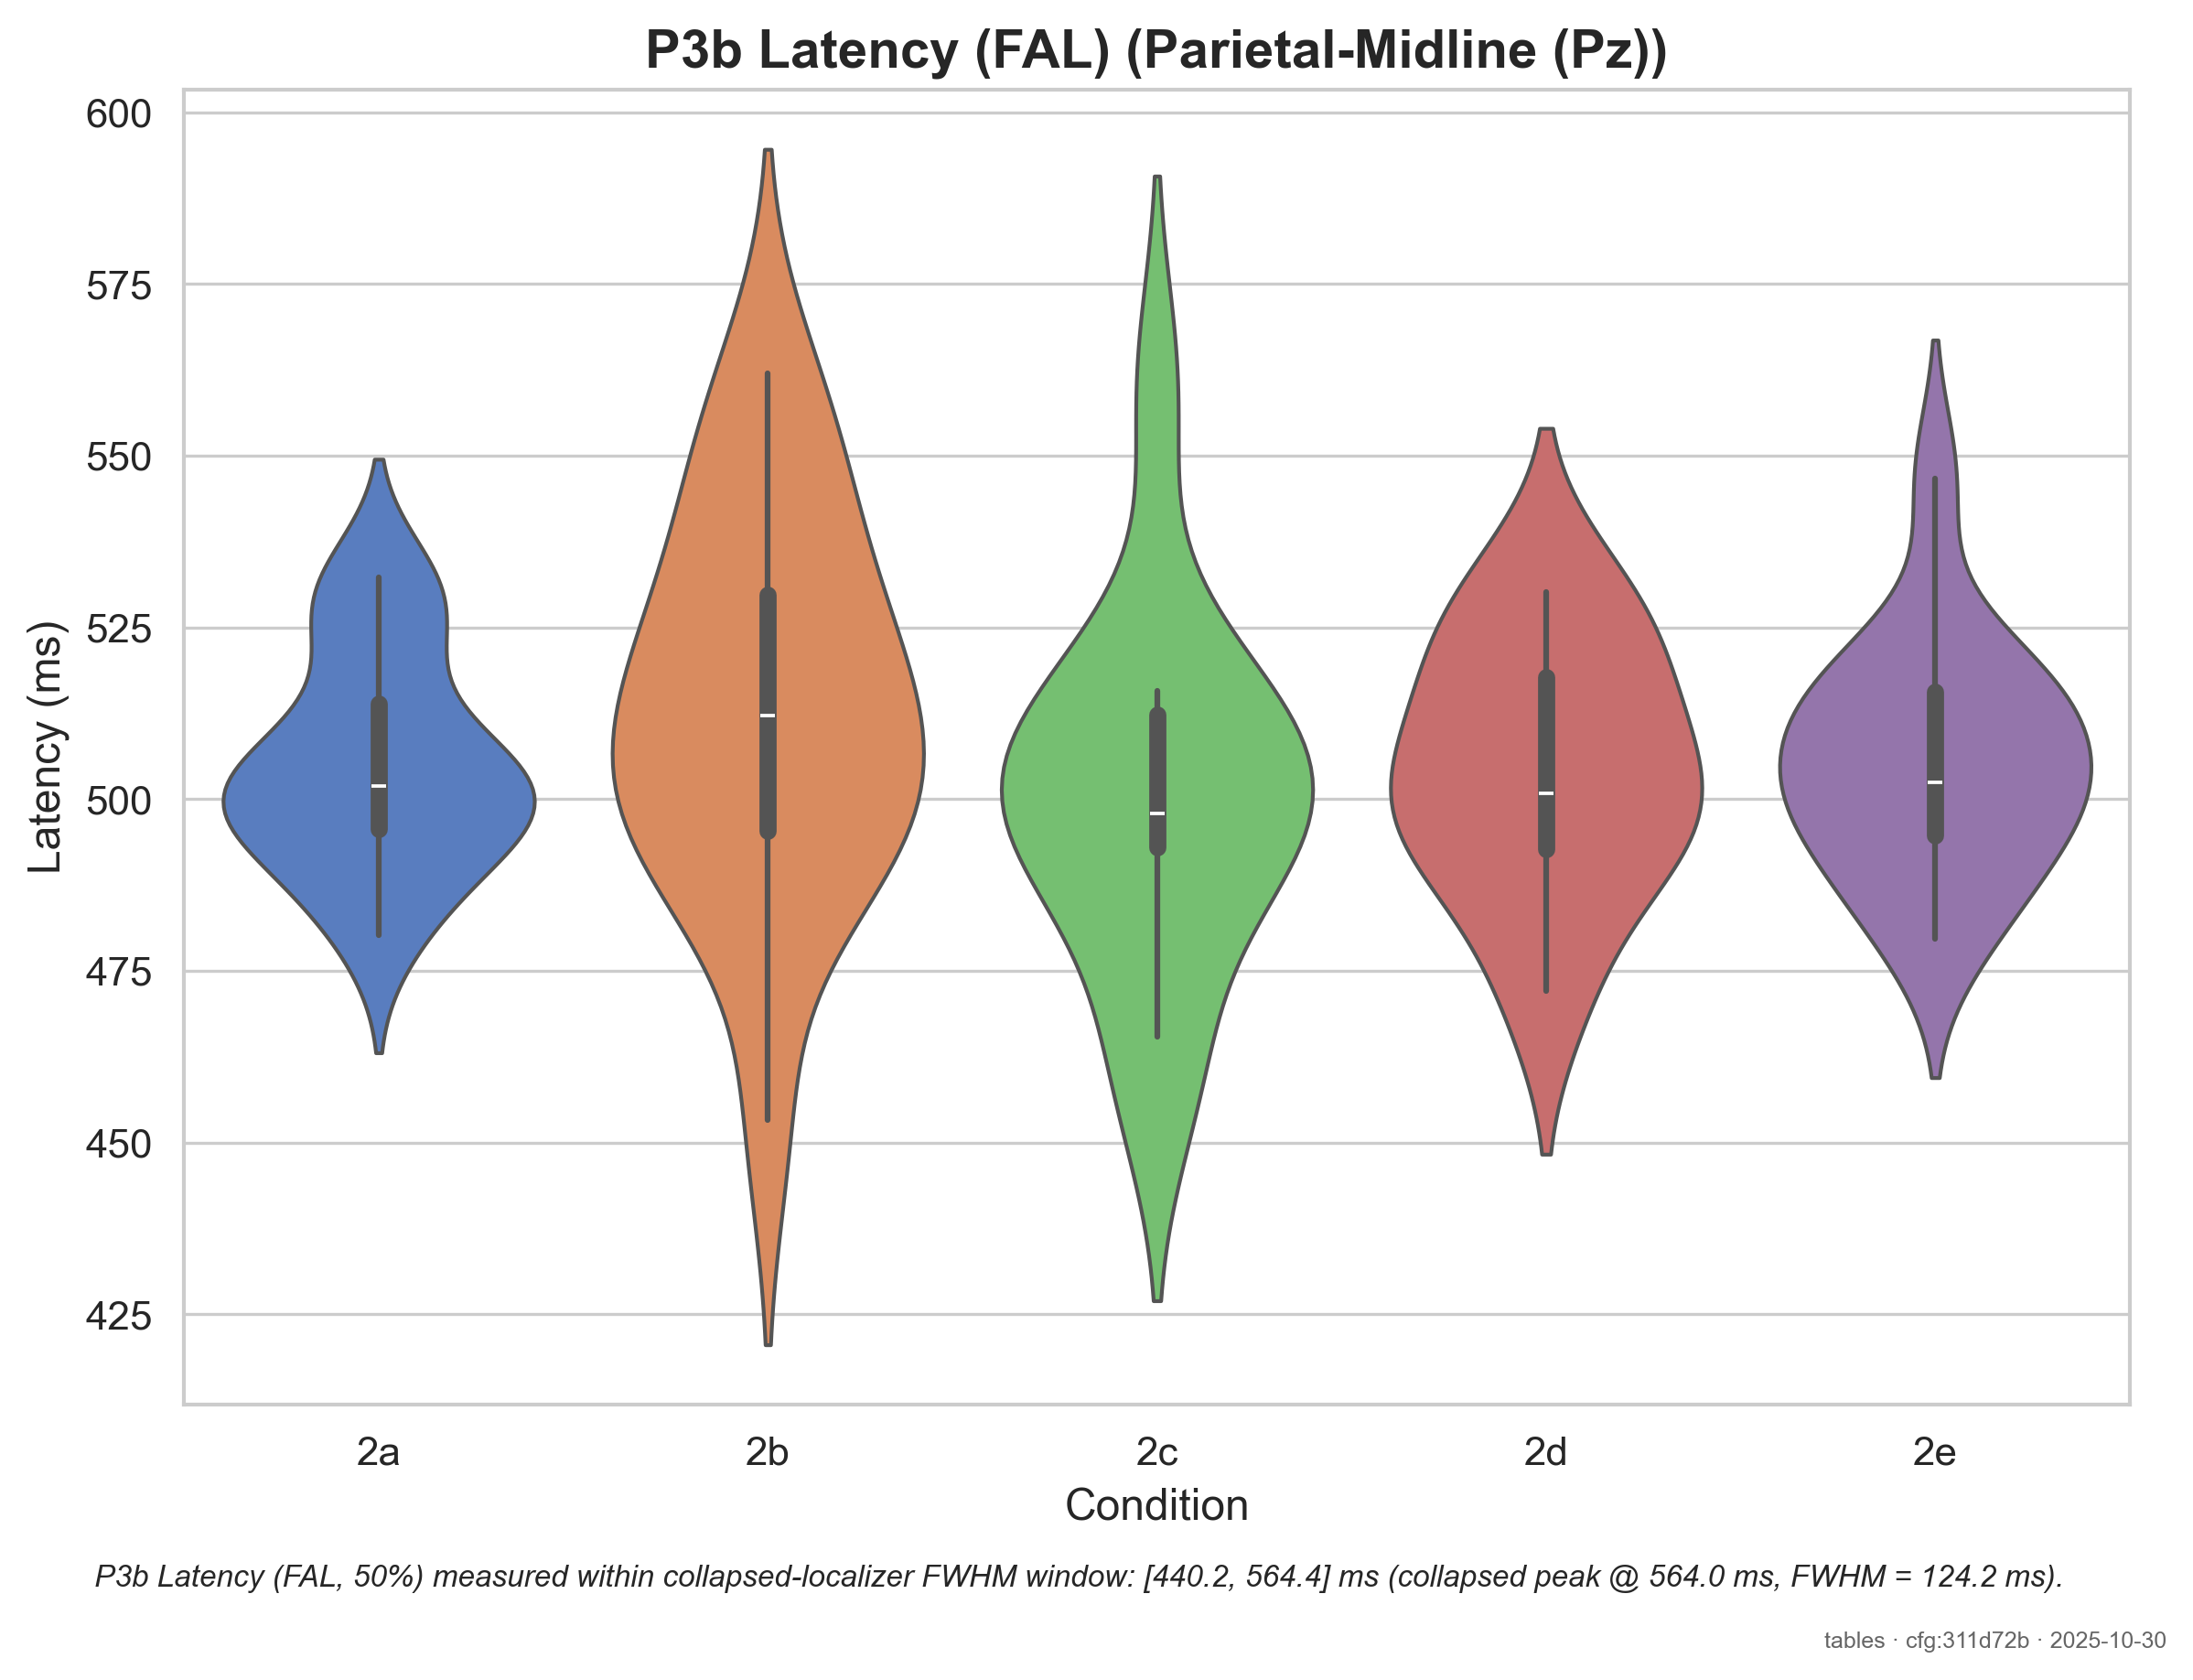 P3b Latency (FAL) (Parietal-Midline (Pz))
600
575
550
525
500
475
450
425
Latency (ms)
2a 2b 2c 2d 2e
Condition
P3b Latency (FAL, 50%) measured within collapsed-localizer FWHM window: [440.2, 564.4] ms (collapsed peak @ 564.0 ms, FWHM = 124.2 ms).
tables · cfg:311d72b · 2025-10-30